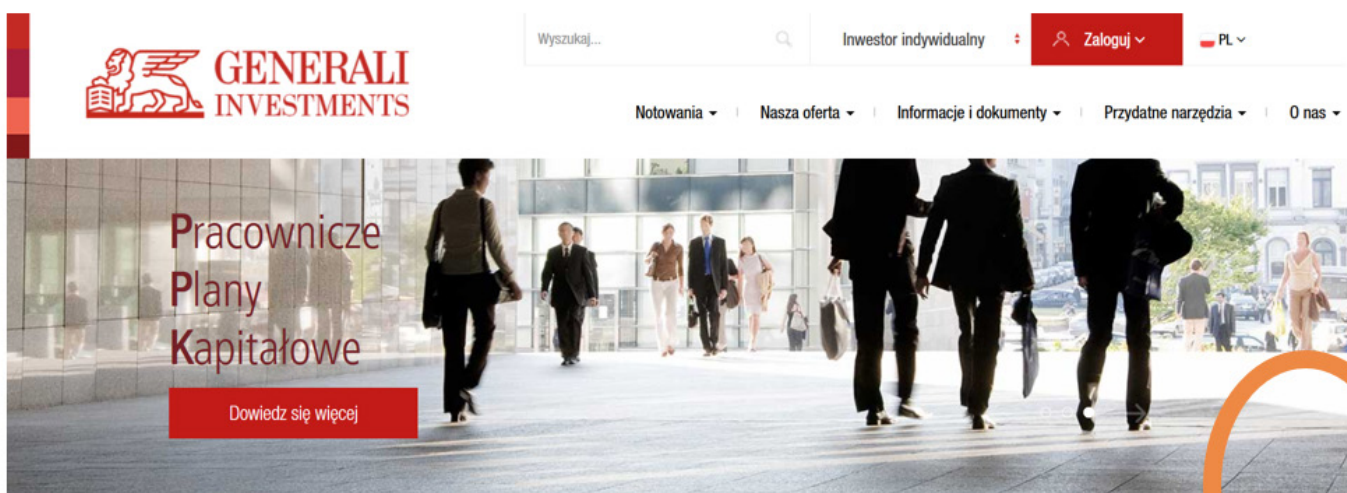 GENERALI
INVESTMENTS
Wyszukaj...
Inwestor indywidualny
Zaloguj
PL
Notowania
Nasza oferta
Informacje i dokumenty
Przydatne narzędzia
O nas
Pracownicze
Plany
Kapitałowe
Dowiedz się więcej